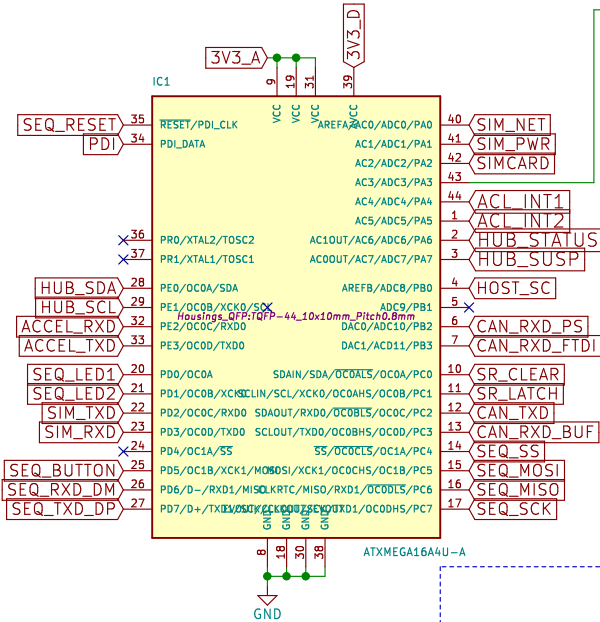 3V3_A
3V3_D
IC1
9
19
31
39
VCC
VCC
VCC
VCC
SEQ_RESET 35 RESET/PDI_CLK
PDI 34 PDI_DATA
36 PR0/XTAL2/TOSC2
37 PR1/XTAL1/TOSC1
HUB_SDA 28 PE0/OC0A/SDA
HUB_SCL 29 PE1/OC0B/XCK0/SCL
ACCEL_RXD 32 PE2/OC0C/RXD0
ACCEL_TXD 33 PE3/OC0D/TXD0
SEQ_LED1 20 PD0/OC0A
SEQ_LED2 21 PD1/OC0B/XCK0
SIM_TXD 22 PD2/OC0C/RXD0
SIM_RXD 23 PD3/OC0D/TXD0
24 PD4/OC1A/SS
SEQ_BUTTON 25 PD5/OC1B/XCK1/MOSI
SEQ_RXD_DM 26 PD6/D-/RXD1/MISO
SEQ_TXD_DP 27 PD7/D+/TXD1/SCK/CLKOUT/EVOUT
Housings_QFP:TQFP-44_10x10mm_Pitch0.8mm
AREFA/AC0/ADC0/PA0 40 SIM_NET
AC1/ADC1/PA1 41 SIM_PWR
AC2/ADC2/PA2 42 SIMCARD
AC3/ADC3/PA3 43
AC4/ADC4/PA4 44 ACL_INT1
AC5/ADC5/PA5 1 ACL_INT2
AC1OUT/AC6/ADC6/PA6 2 HUB_STATUS
AC0OUT/AC7/ADC7/PA7 3 HUB_SUSP
AREFB/ADC8/PB0 4 HOST_SC
ADC9/PB1 5
DAC0/ADC10/PB2 6 CAN_RXD_PS
DAC1/ADC11/PB3 7 CAN_RXD_FTDI
SDAIN/SDA/OC0ALS/OC0A/PC0 10 SR_CLEAR
SCLIN/SCL/XCK0/OC0AHS/OC0B/PC1 11 SR_LATCH
SDAOUT/RXD0/OC0BLS/OC0C/PC2 12 CAN_TXD
SCLOUT/TXD0/OC0BHS/OC0D/PC3 13 CAN_RXD_BUF
SS/OC0CLS/OC1A/PC4 14 SEQ_SS
MOSI/XCK1/OC0CHS/OC1B/PC5 15 SEQ_MOSI
CLKRTC/MISO/RXD1/OC0DLS/PC6 16 SEQ_MISO
TXD1/OC0DHS/PC7 17 SEQ_SCK
GND
GND
GND
GND
8
18
30
38
ATXMEGA16A4U-A
GND